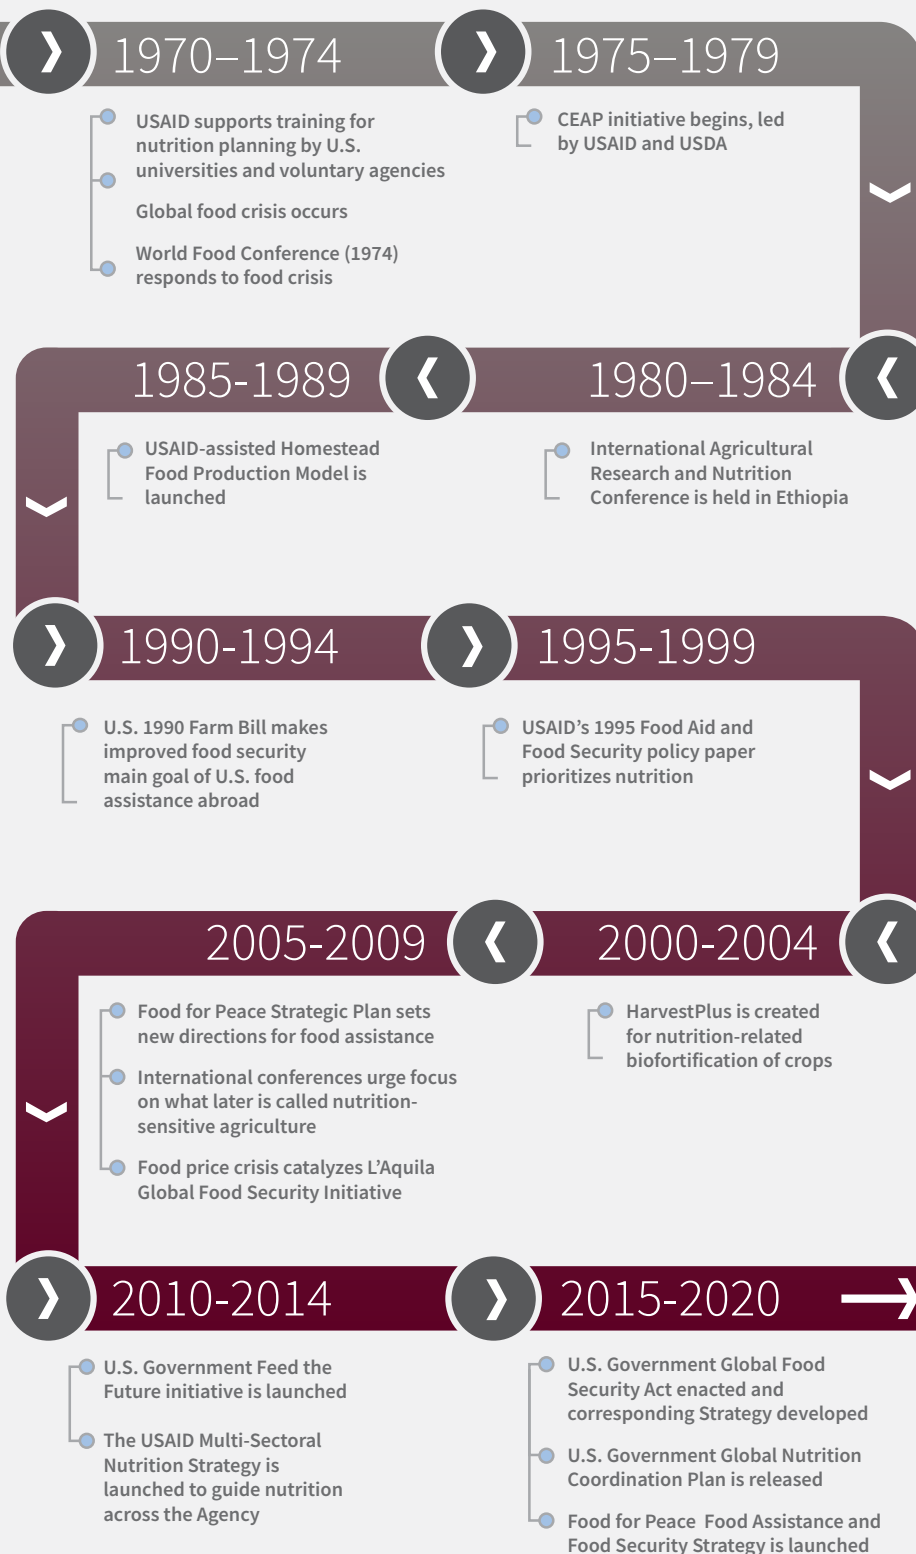 1970–1974
USAID supports training for
nutrition planning by U.S.
universities and voluntary agencies
Global food crisis occurs
World Food Conference (1974)
responds to food crisis
1975–1979
CEAP initiative begins, led
by USAID and USDA
1980–1984
International Agricultural
Research and Nutrition
Conference is held in Ethiopia
1985-1989
USAID-assisted Homestead
Food Production Model is
launched
1990-1994
U.S. 1990 Farm Bill makes
improved food security
main goal of U.S. food
assistance abroad
1995-1999
USAID’s 1995 Food Aid and
Food Security policy paper
prioritizes nutrition
2000-2004
HarvestPlus is created
for nutrition-related
biofortification of crops
2005-2009
Food for Peace Strategic Plan sets
new directions for food assistance
International conferences urge focus
on what later is called nutrition-
sensitive agriculture
Food price crisis catalyzes L’Aquila
Global Food Security Initiative
2010-2014
U.S. Government Feed the
Future initiative is launched
The USAID Multi-Sectoral
Nutrition Strategy is
launched to guide nutrition
across the Agency
2015-2020
U.S. Government Global Food
Security Act enacted and
corresponding Strategy developed
U.S. Government Global Nutrition
Coordination Plan is released
Food for Peace  Food Assistance and
Food Security Strategy is launched